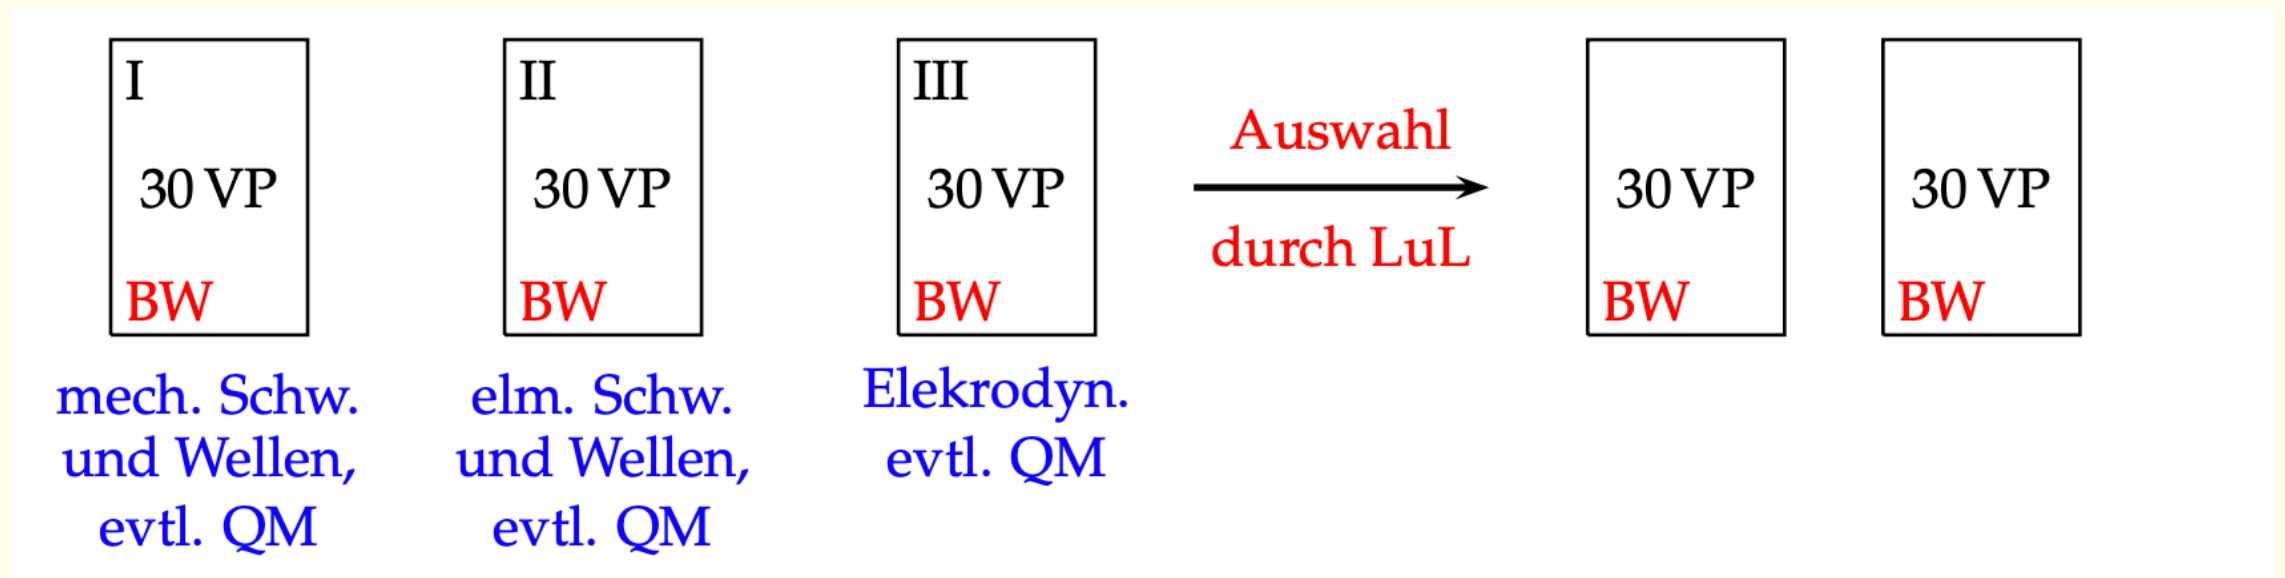 I
30 VP
BW
mech. Schw.
und Wellen,
evtl. QM
II
30 VP
BW
elm. Schw.
und Wellen,
evtl. QM
III
30 VP
BW
Elekrodyn.
evtl. QM
Auswahl
durch LuL
30 VP
BW
30 VP
BW